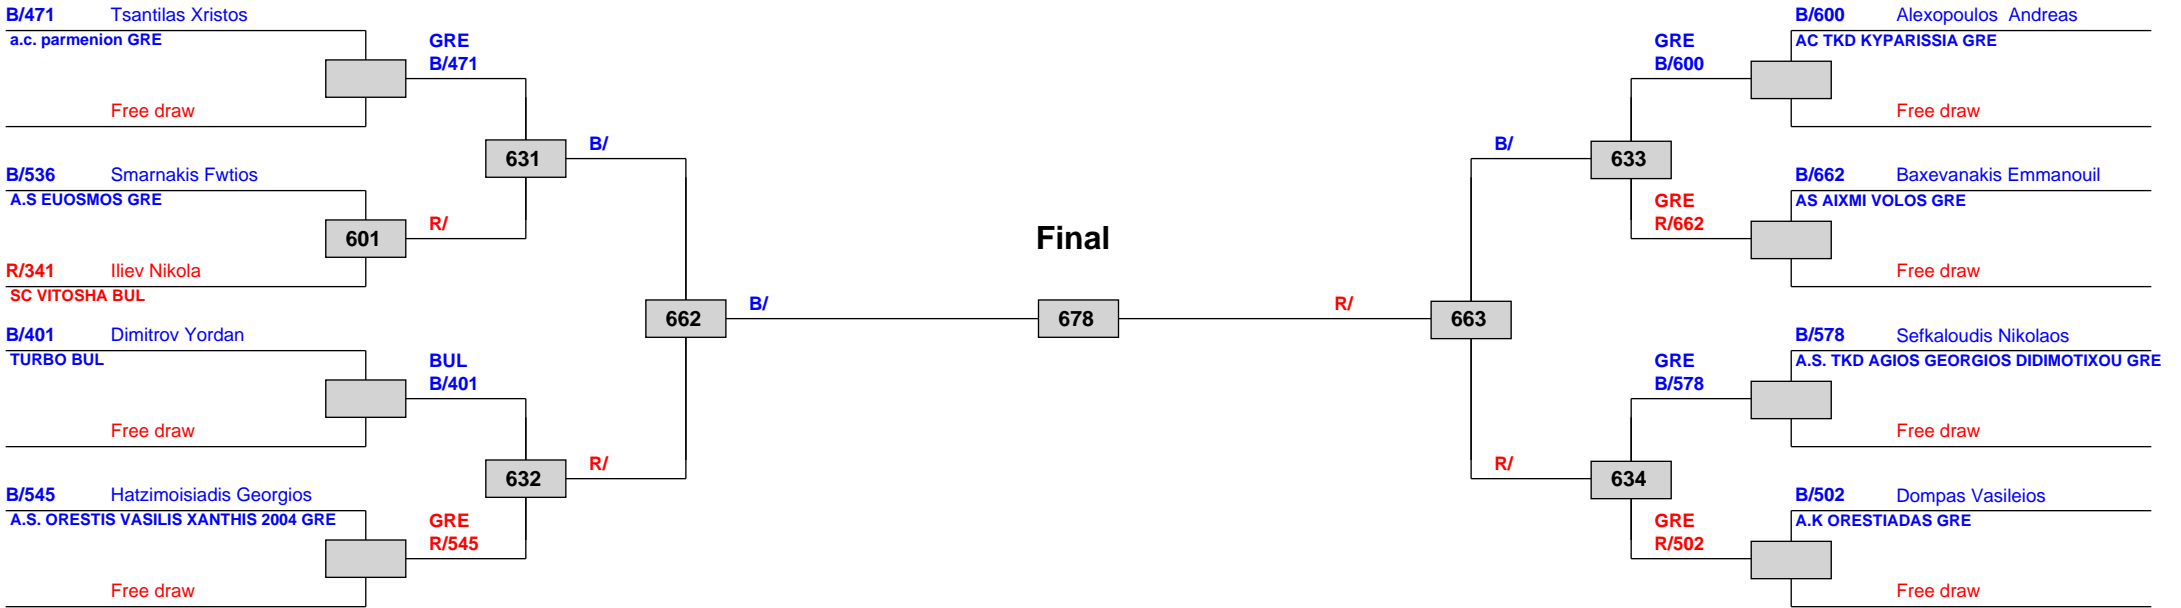 B/471 Tsantilas Xristos
a.c. parmenion GRE
GRE
B/471
Free draw
631
B/
B/536 Smarnakis Fwtios
A.S EUOSMOS GRE
601
R/
R/341 Iliev Nikola
SC VITOSHA BUL
662
B/
B/401 Dimitrov Yordan
TURBO BUL
BUL
B/401
Free draw
632
R/
B/545 Hatzimoisiadis Georgios
A.S. ORESTIS VASILIS XANTHIS 2004 GRE
GRE
R/545
Free draw
Final
678
B/600 Alexopoulos Andreas
AC TKD KYPARISSIA GRE
GRE
B/600
Free draw
B/
633
B/662 Baxevanakis Emmanouil
AS AIXMI VOLOS GRE
GRE
R/662
Free draw
R/
663
B/578 Sefkaloudis Nikolaos
A.S. TKD AGIOS GEORGIOS DIDIMOTIXOU GRE
GRE
B/578
Free draw
R/
634
B/502 Dompas Vasileios
A.K ORESTIADAS GRE
GRE
R/502
Free draw